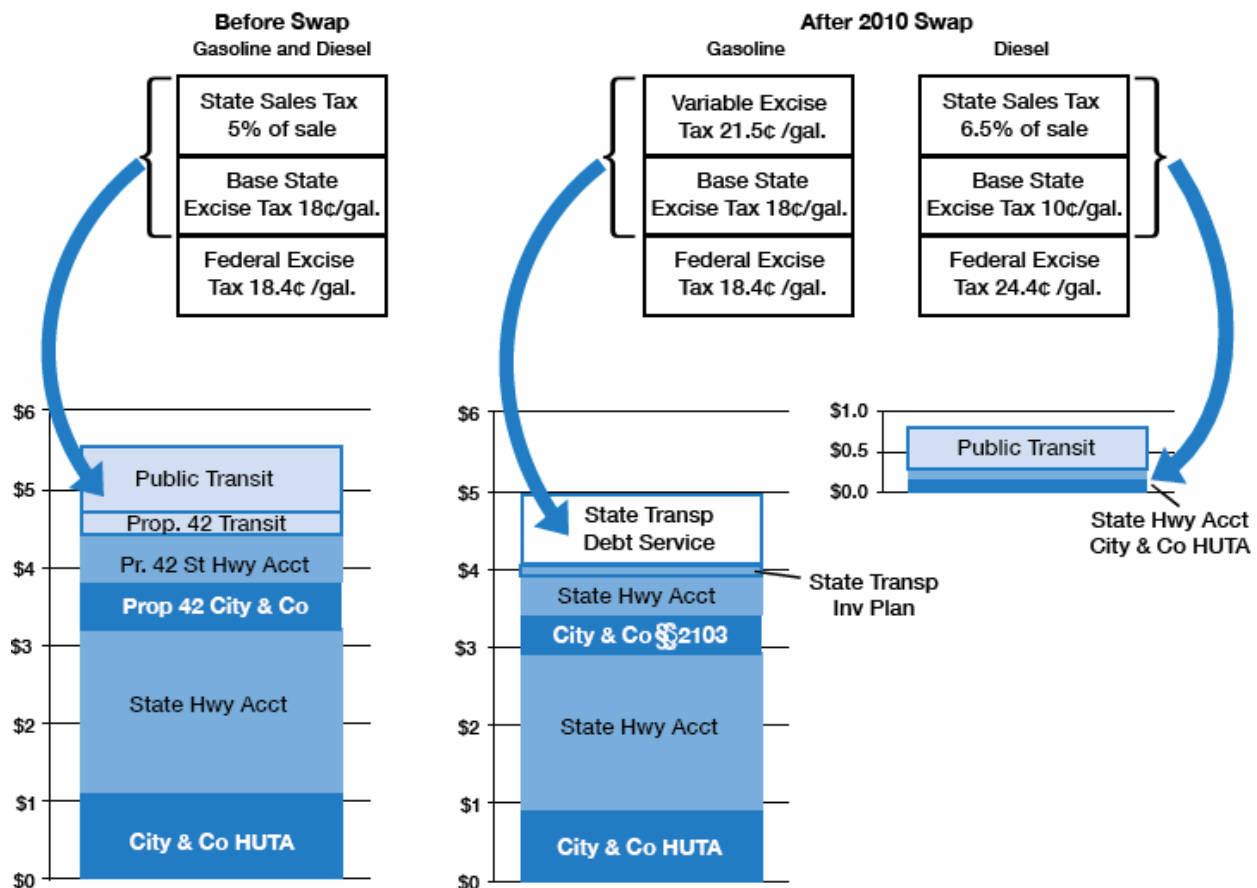 Before Swap
Gasoline and Diesel
State Sales Tax
5% of sale
Base State
Excise Tax 18¢/gal.
Federal Excise
Tax 18.4¢ /gal.
After 2010 Swap
Gasoline
Diesel
Variable Excise
Tax 21.5¢ /gal.
Base State
Excise Tax 18¢/gal.
Federal Excise
Tax 18.4¢ /gal.
State Sales Tax
6.5% of sale
Base State
Excise Tax 10¢/gal.
Federal Excise
Tax 24.4¢ /gal.
$6
$5
$4
$3
$2
$1
$0
Public Transit
Prop. 42 Transit
Pr. 42 St Hwy Acct
Prop 42 City & Co
State Hwy Acct
City & Co HUTA
$6
$5
$4
$3
$2
$1
$0
State Transp
Debt Service
State Transp
Inv Plan
State Hwy Acct
City & Co §§2103
State Hwy Acct
City & Co HUTA
$1.0
$0.5
$0.0
Public Transit
State Hwy Acct
City & Co HUTA